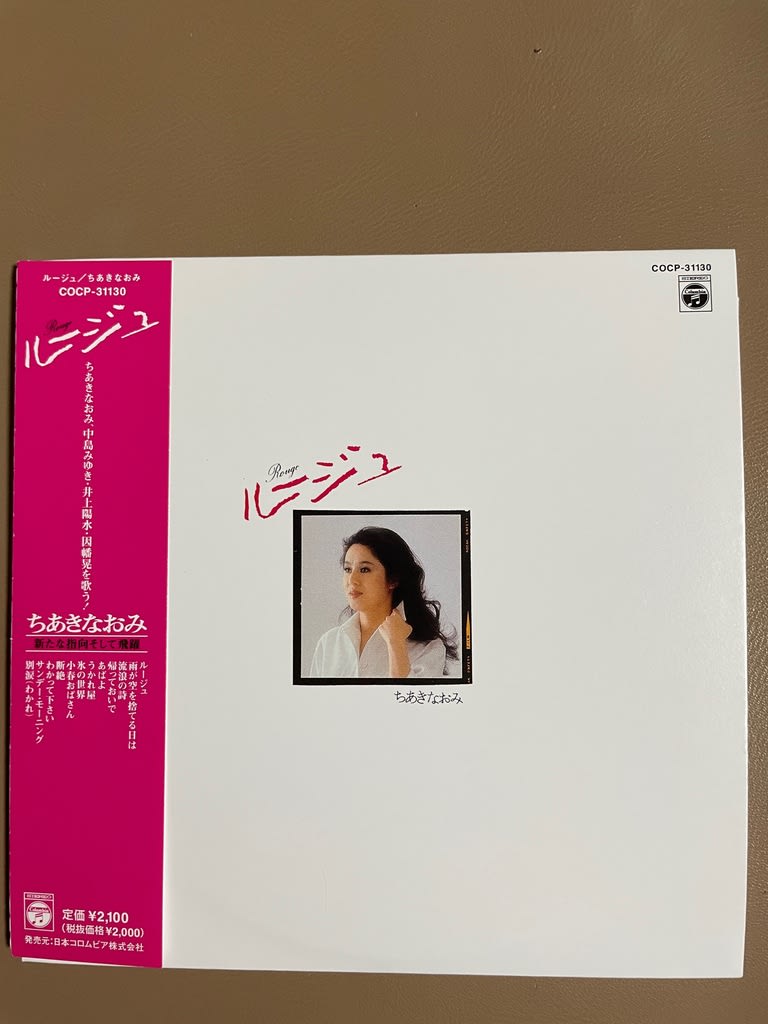 ルージュ/ちあきなおみ
COCP-31130
Rouge
ルージュ
ちあきなおみ、中島みゆき・井上陽水・因幡晃を歌う!
ちあきなおみ
新たな指向そして飛躍
ルージュ
雨が空を捨てる日は
流浪の詩
帰っておいで
あばよ
うかれ屋
氷の世界
小春おばさん
断絶
わかって下さい
サンデー・モーニング
別涙(わかれ)
Columbia
定価¥2,100
(税抜価格¥2,000)
発売元:日本コロムビア株式会社
COCP-31130
Columbia
Rouge
ルージュ
ちあきなおみ